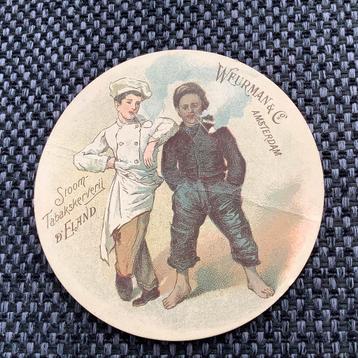 WEURMAN & Co
AMSTERDAM
Stoom-
Tabakskerverij
D'ELAND